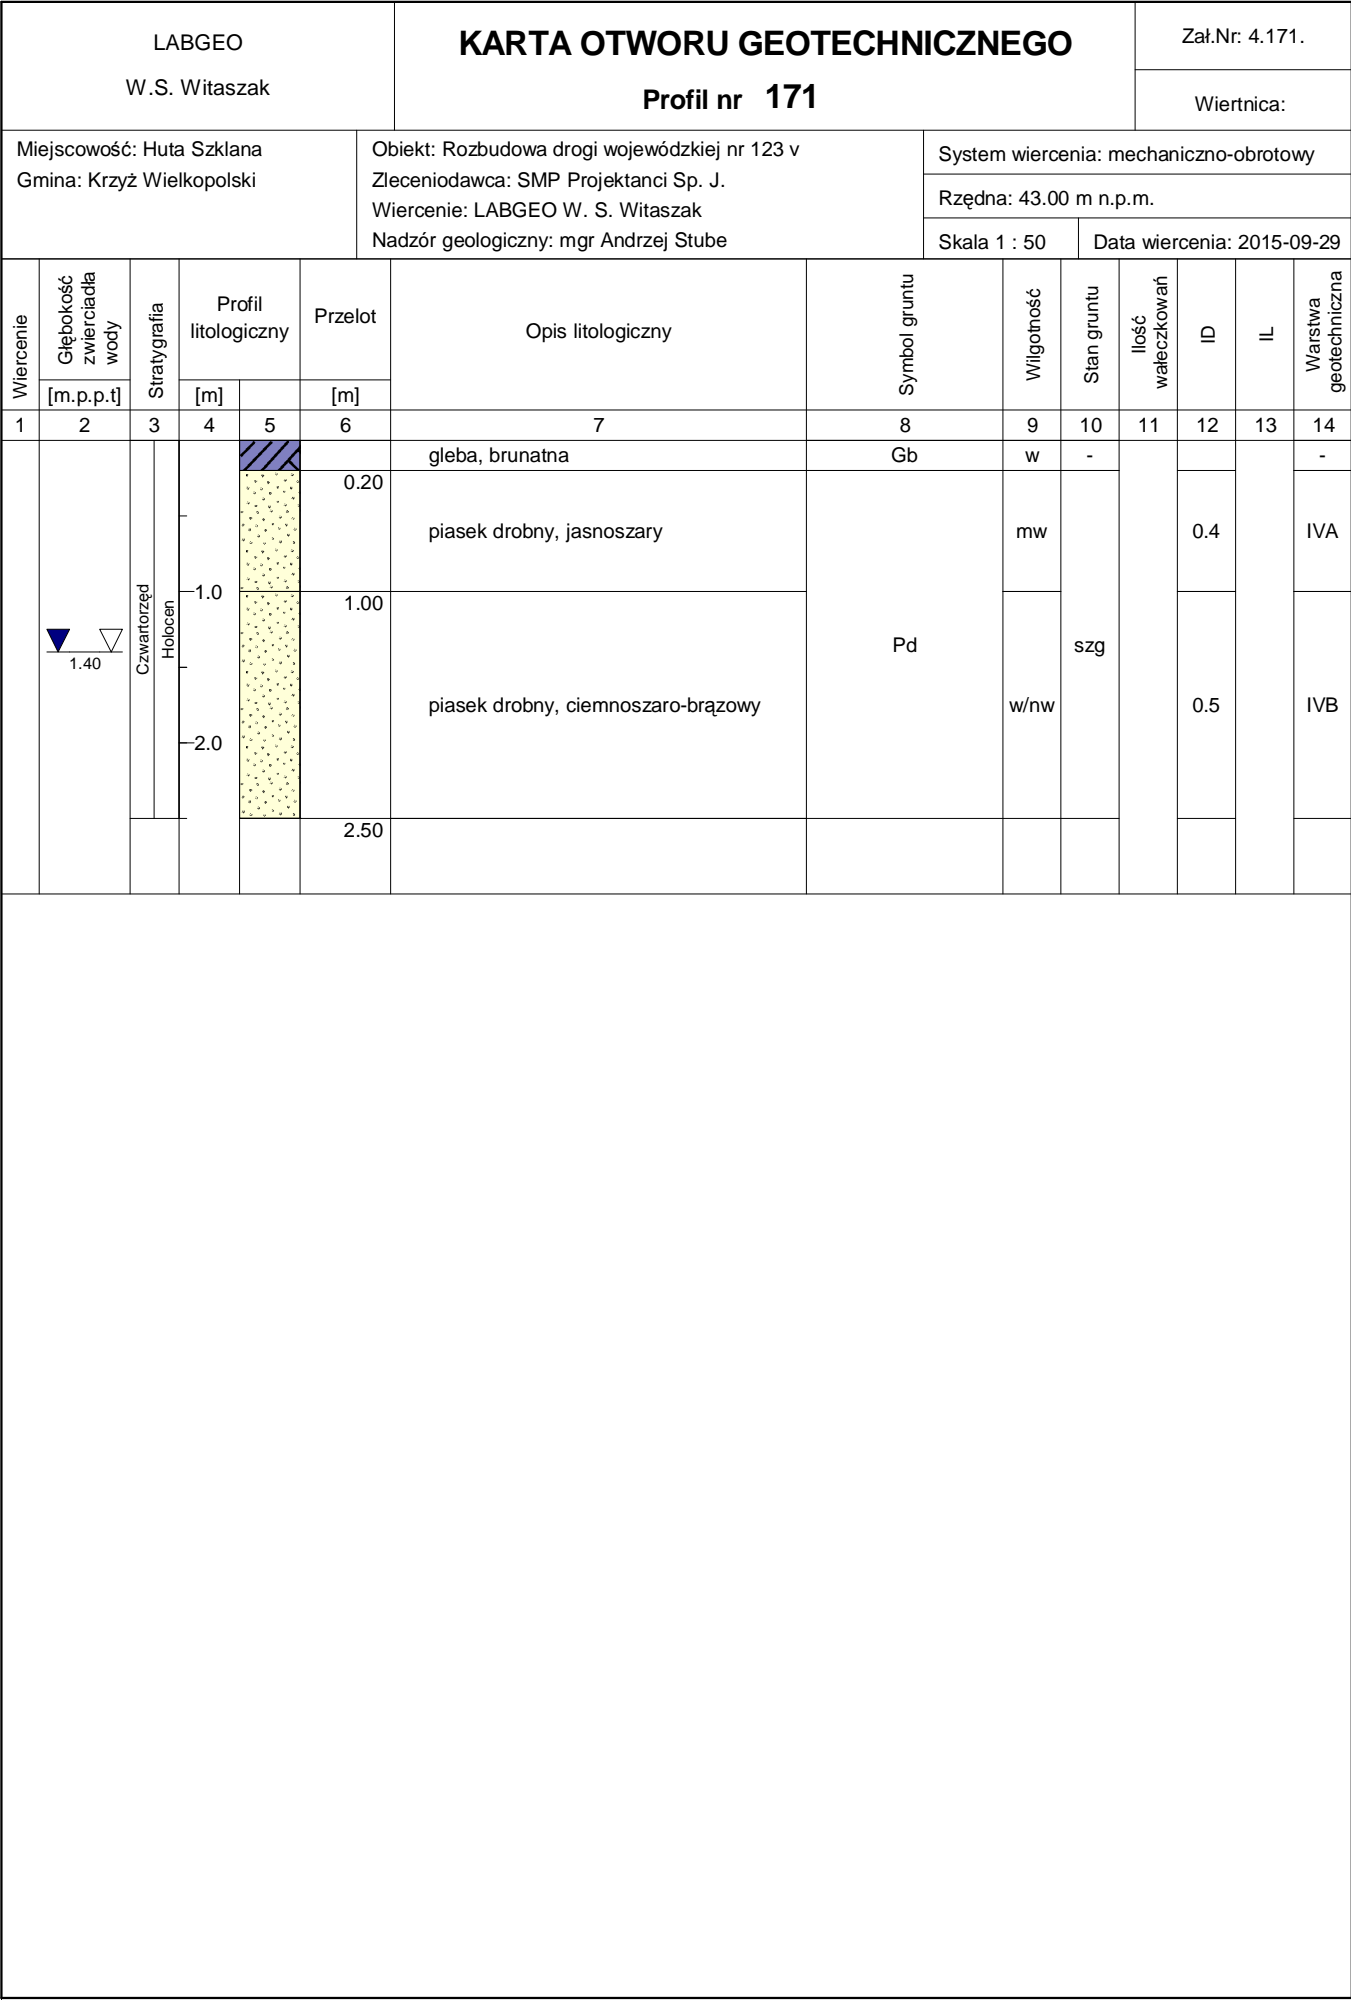 LABGEO
W.S. Witaszak
KARTA OTWORU GEOTECHNICZNEGO
Profil nr 171
Zał.Nr: 4.171.
Wiertnica:
Miejscowość: Huta Szklana
Gmina: Krzyż Wielkopolski
Obiekt: Rozbudowa drogi wojewódzkiej nr 123 v
Zleceniodawca: SMP Projektanci Sp. J.
Wiercenie: LABGEO W. S. Witaszak
Nadzór geologiczny: mgr Andrzej Stube
System wiercenia: mechaniczno-obrotowy
Rzędna: 43.00 m n.p.m.
Skala 1 : 50
Data wiercenia: 2015-09-29
Wiercenie
Głębokość
zwierciadła
wody
[m.p.p.t]
Stratygrafia
Profil
litologiczny
[m]
Przelot
[m]
Opis litologiczny
Symbol gruntu
Wilgotność
Stan gruntu
Ilość
wałeczkowań
ID
IL
Warstwa
geotechniczna
1 2 3 4 5 6 7 8 9 10 11 12 13 14
gleba, brunatna Gb w - -
0.20
piasek drobny, jasnoszary mw 0.4 IVA
1.0
1.00
Czwartorzęd
Holocen
1.40
Pd szg
piasek drobny, ciemnoszaro-brązowy w/nw 0.5 IVB
2.0
2.50